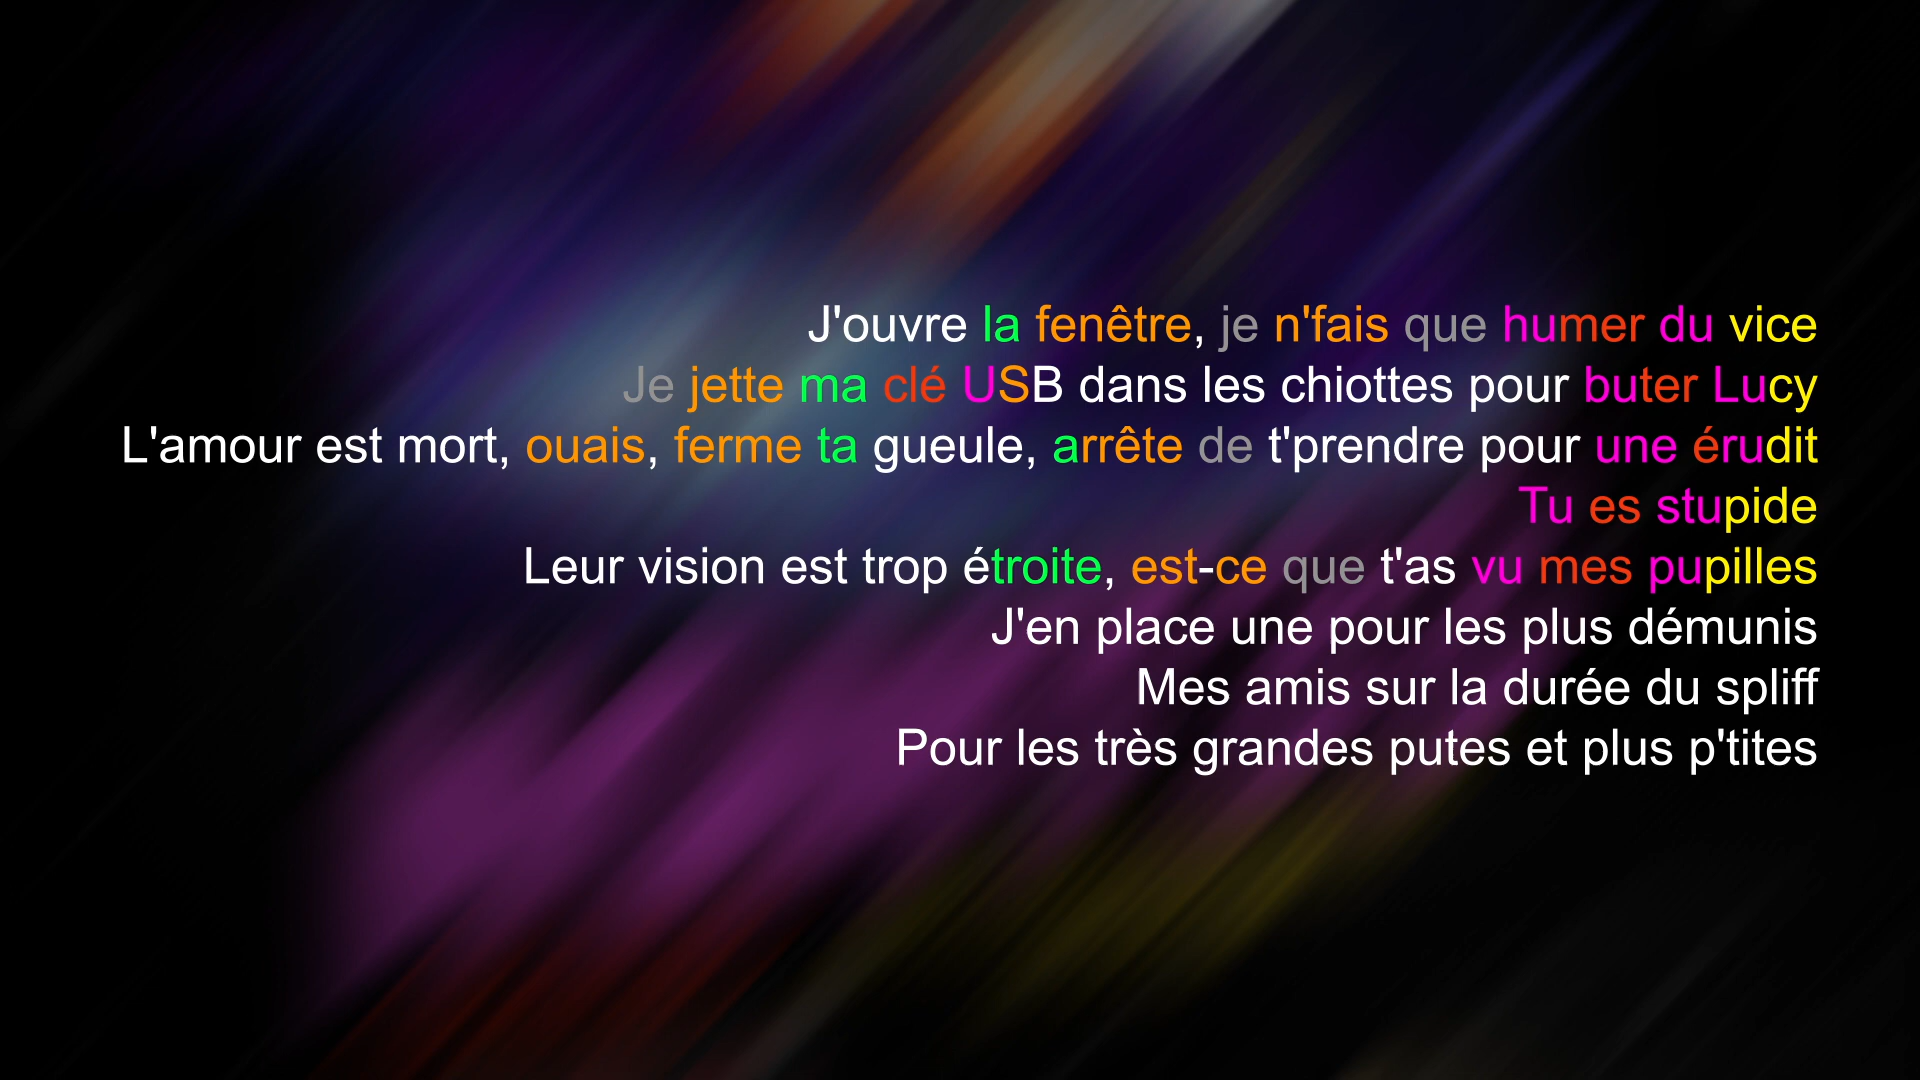 J'ouvre la fenêtre, je n'fais que humer du vice
Je jette ma clé USB dans les chiottes pour buter Lucy
L'amour est mort, ouais, ferme ta gueule, arrête de t'prendre pour une érudit
Tu es stupide
Leur vision est trop étroite, est-ce que t'as vu mes pupilles
J'en place une pour les plus démunis
Mes amis sur la durée du spliff
Pour les très grandes putes et plus p'tites